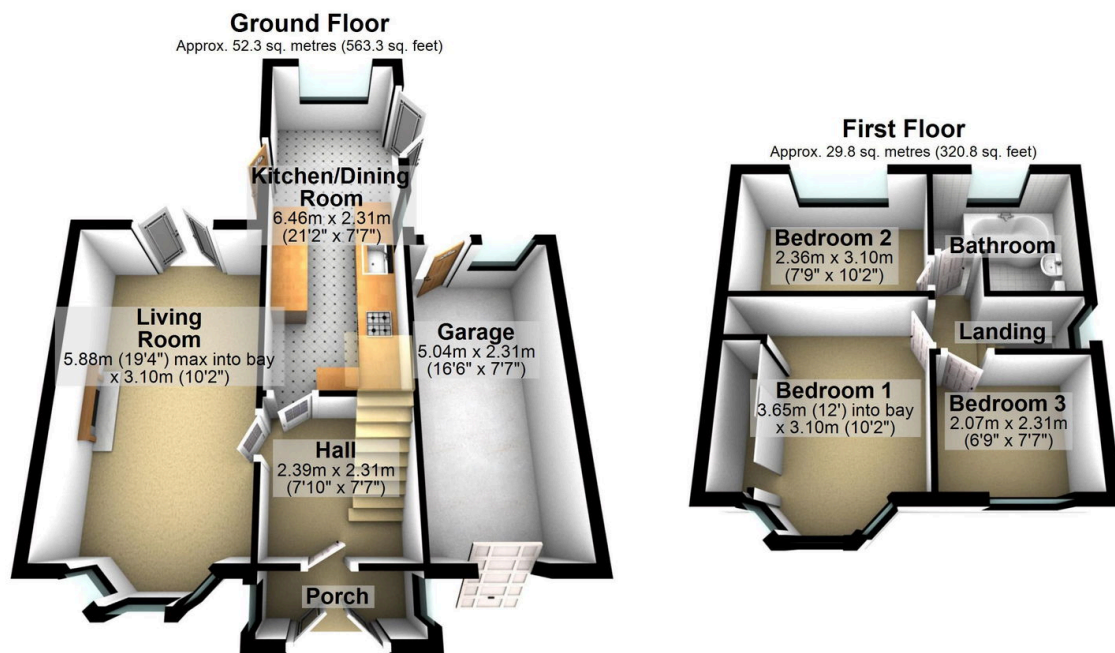 Ground Floor
Approx. 52.3 sq. metres (563.3 sq. feet)
Kitchen/Dining
Room
6.46m x 2.31m
(21'2" x 7'7")
Living
Room
5.88m (19'4") max into bay
x 3.10m (10'2")
Garage
5.04m x 2.31m
(16'6" x 7'7")
Hall
2.39m x 2.31m
(7'10" x 7'7")
Porch
First Floor
Approx. 29.8 sq. metres (320.8 sq. feet)
Bedroom 2
2.36m x 3.10m
(7'9" x 10'2")
Bathroom
Landing
Bedroom 1
3.65m (12') into bay
x 3.10m (10'2")
Bedroom 3
2.07m x 2.31m
(6'9" x 7'7")